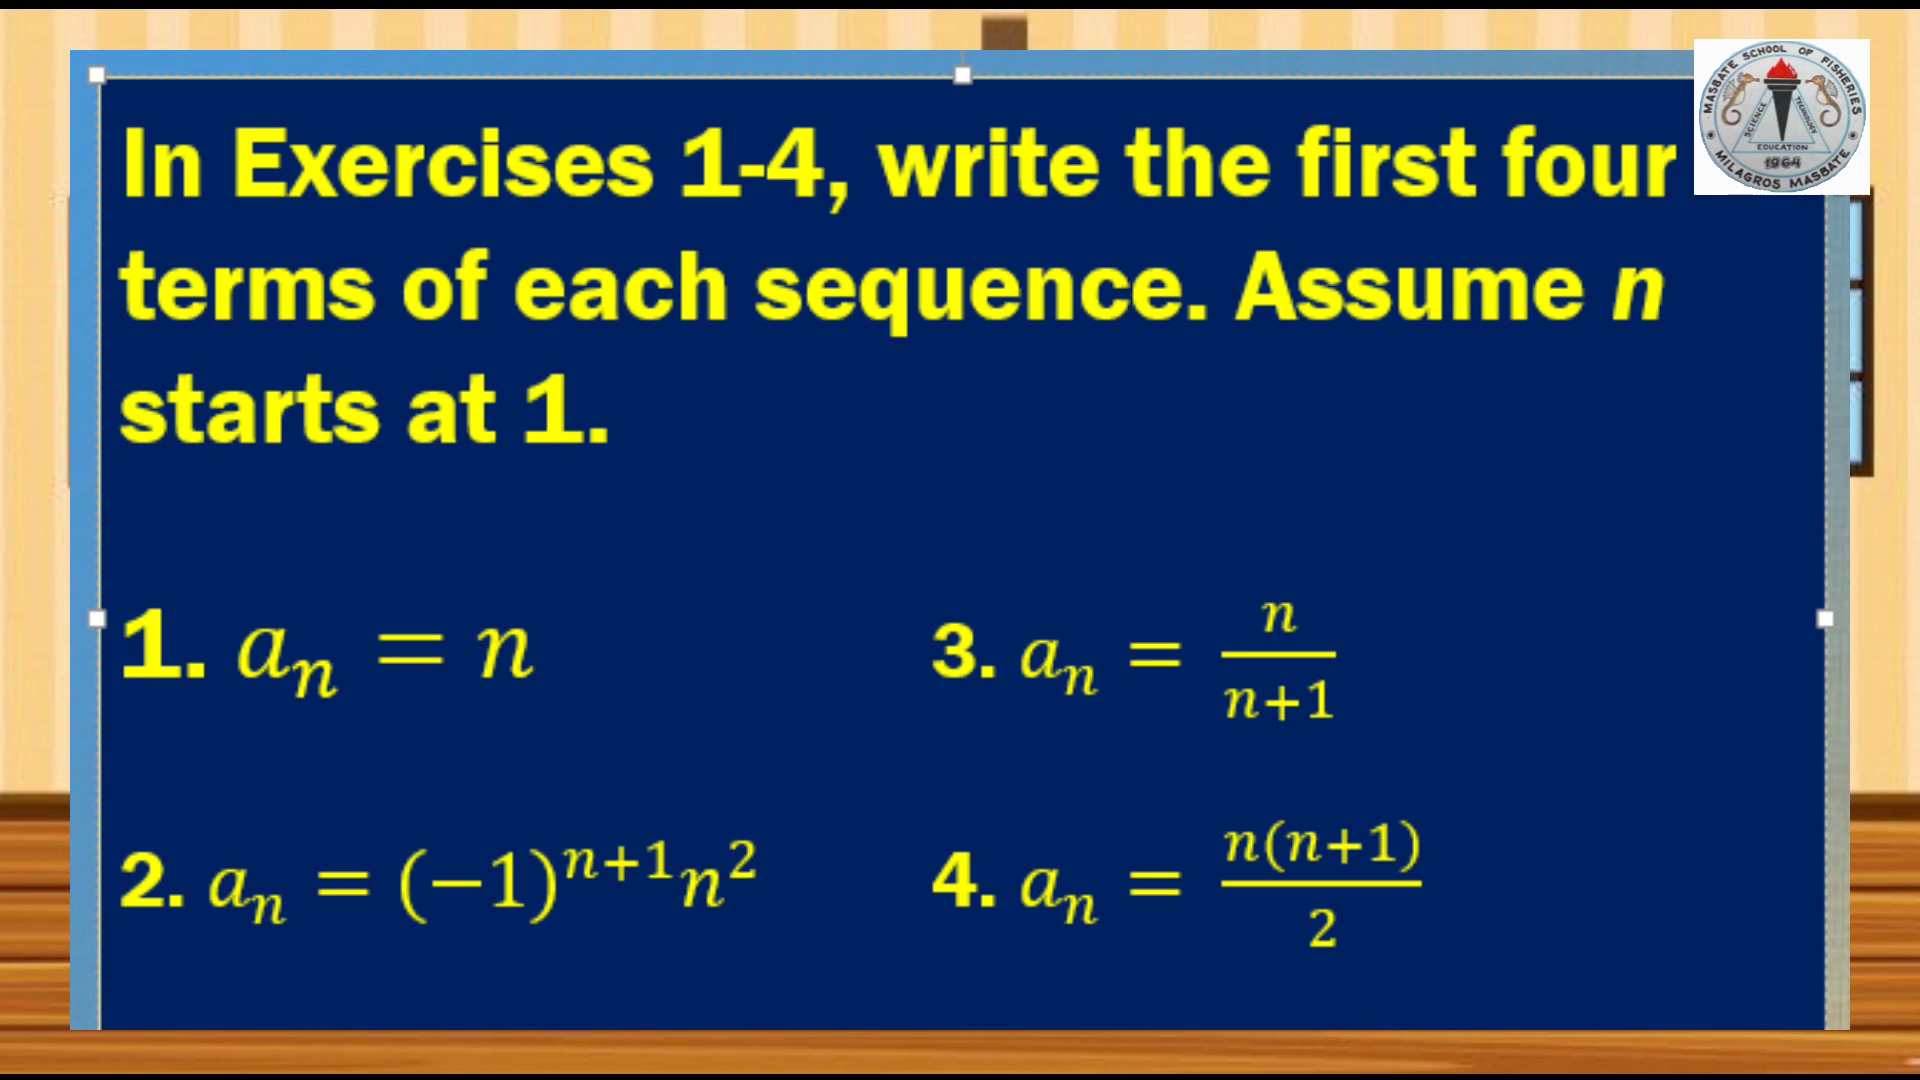 In Exercises 1-4, write the first four
terms of each sequence. Assume n
starts at 1.
1. aₙ = n
2. aₙ = (−1)ⁿ⁺¹n²
3. aₙ = n/(n+1)
4. aₙ = n(n+1)/2
MASBATE SCHOOL OF FISHERIES
SCIENCE
TECHNOLOGY
EDUCATION
1964
MILAGROS MASBATE